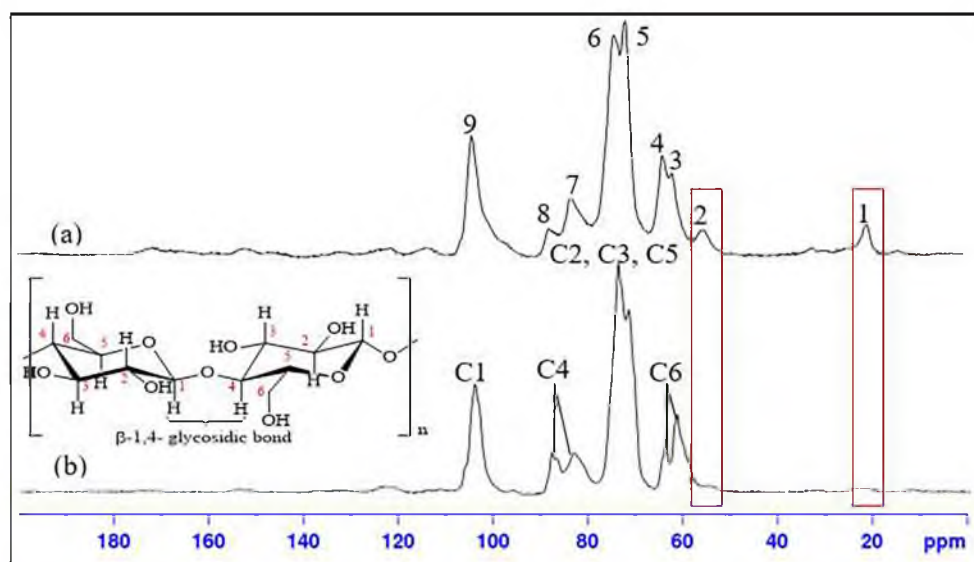 6 5
9
4
3
7
8
2
1
(a)
C2, C3, C5
OH
H
H
H
4
6
5
O
H
3
HO
2
OH
1
O
HO
3
H
2
OH
1
H
O
4
5
H
O
H
6
OH
n
β-1,4- glycosidic bond
C1
C4
C6
(b)
180 160 140 120 100 80 60 40 20 ppm